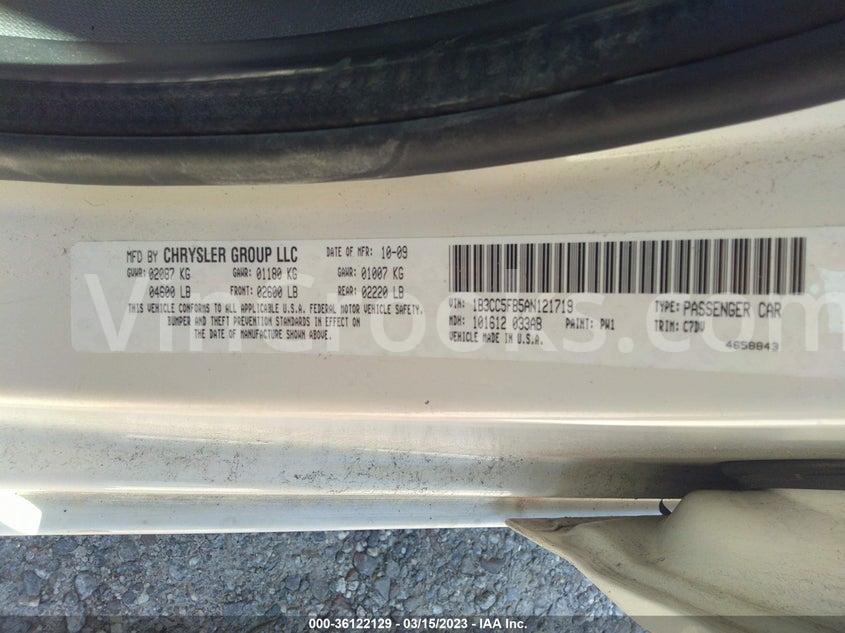 MFD BY CHRYSLER GROUP LLC DATE OF MFR: 10-09
GVWR: 02087 KG GAWR: 01180 KG GAWR: 01007 KG
04600 LB FRONT: 02600 LB REAR: 02220 LB
THIS VEHICLE CONFORMS TO ALL APPLICABLE U.S.A. FEDERAL MOTOR VEHICLE SAFETY,
BUMPER AND THEFT PREVENTION STANDARDS IN EFFECT ON
THE DATE OF MANUFACTURE SHOWN ABOVE.
VIN: 1B3CC5FB5AN121719 TYPE: PASSENGER CAR
MDH: 101612 033AB PAINT: PW1 TRIM: C7DV
VEHICLE MADE IN U.S.A. 4658843
VinCrooks.com
000-36122129 - 03/15/2023 - IAA Inc.